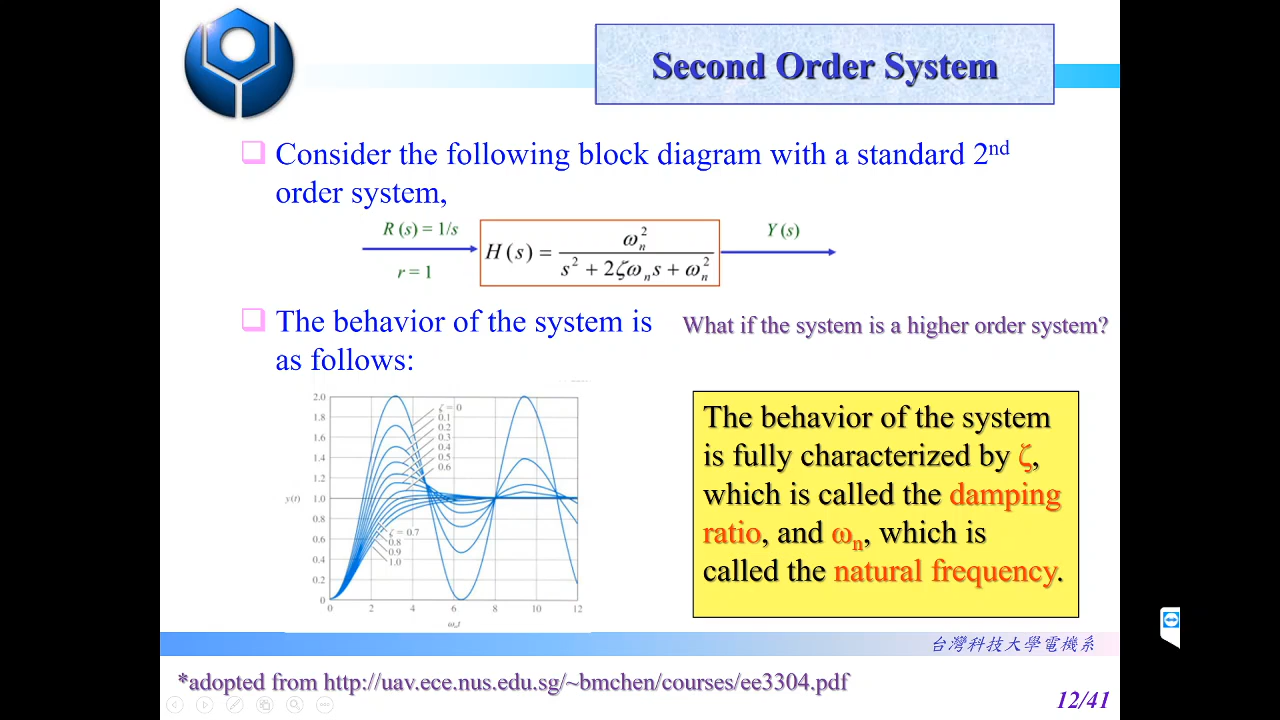 Second Order System
Consider the following block diagram with a standard 2nd
order system,
R (s) = 1/s
r = 1
H (s) = ωn2 / s2 + 2ζωn s + ωn2
Y (s)
The behavior of the system is
as follows:
What if the system is a higher order system?
The behavior of the system
is fully characterized by ζ,
which is called the damping
ratio, and ωn, which is
called the natural frequency.
2.0
1.8
1.6
1.4
1.2
1.0
0.8
0.6
0.4
0.2
0
y(t)
ζ = 0
0.1
0.2
0.3
0.4
0.5
0.6
ζ = 0.7
0.8
0.9
1.0
0 2 4 6 8 10 12
ωnt
台灣科技大學電機系
*adopted from http://uav.ece.nus.edu.sg/~bmchen/courses/ee3304.pdf
12/41